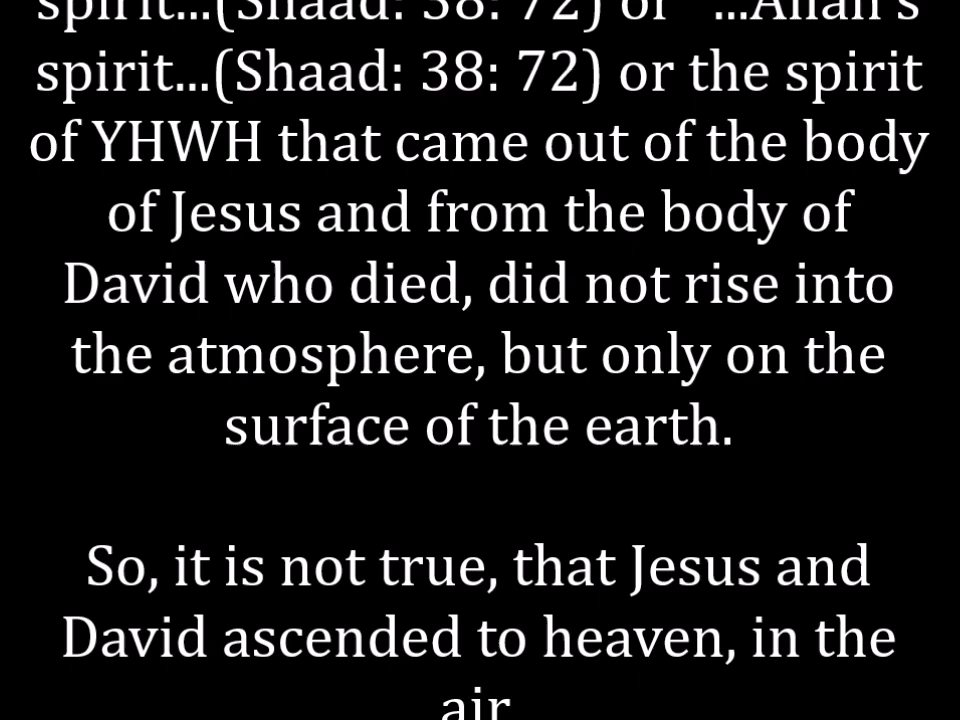 spirit...(Shaad: 38: 72) or "...Allah's
spirit...(Shaad: 38: 72) or the spirit
of YHWH that came out of the body
of Jesus and from the body of
David who died, did not rise into
the atmosphere, but only on the
surface of the earth.
So, it is not true, that Jesus and
David ascended to heaven, in the
air